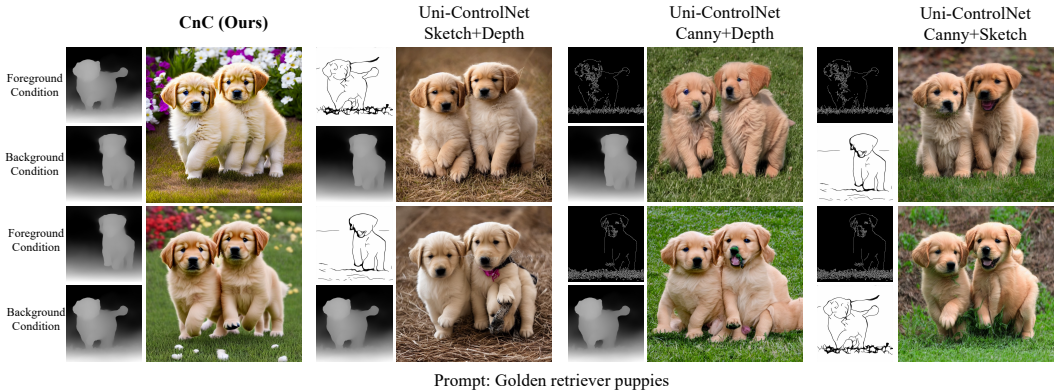 CnC (Ours)
Uni-ControlNet
Sketch+Depth
Uni-ControlNet
Canny+Depth
Uni-ControlNet
Canny+Sketch
Foreground
Condition
Background
Condition
Foreground
Condition
Background
Condition
Prompt: Golden retriever puppies